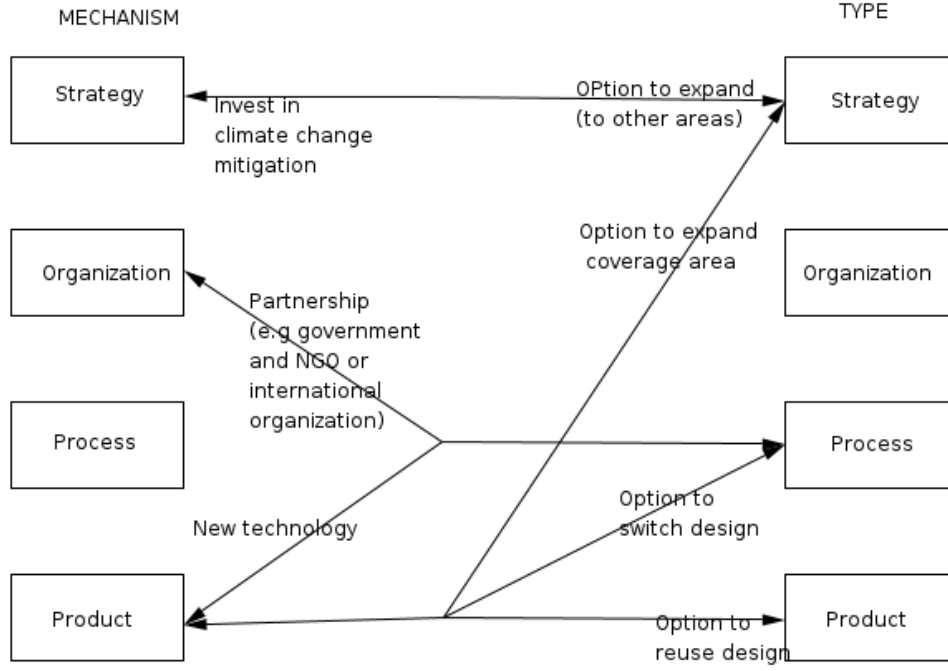 MECHANISM
TYPE
Strategy
Invest in
climate change
mitigation
OPtion to expand
(to other areas)
Strategy
Organization
Partnership
(e.g government
and NGO or
international
organization)
Option to expand
coverage area
Organization
Process
New technology
Option to
switch design
Process
Product
Option to
reuse design
Product